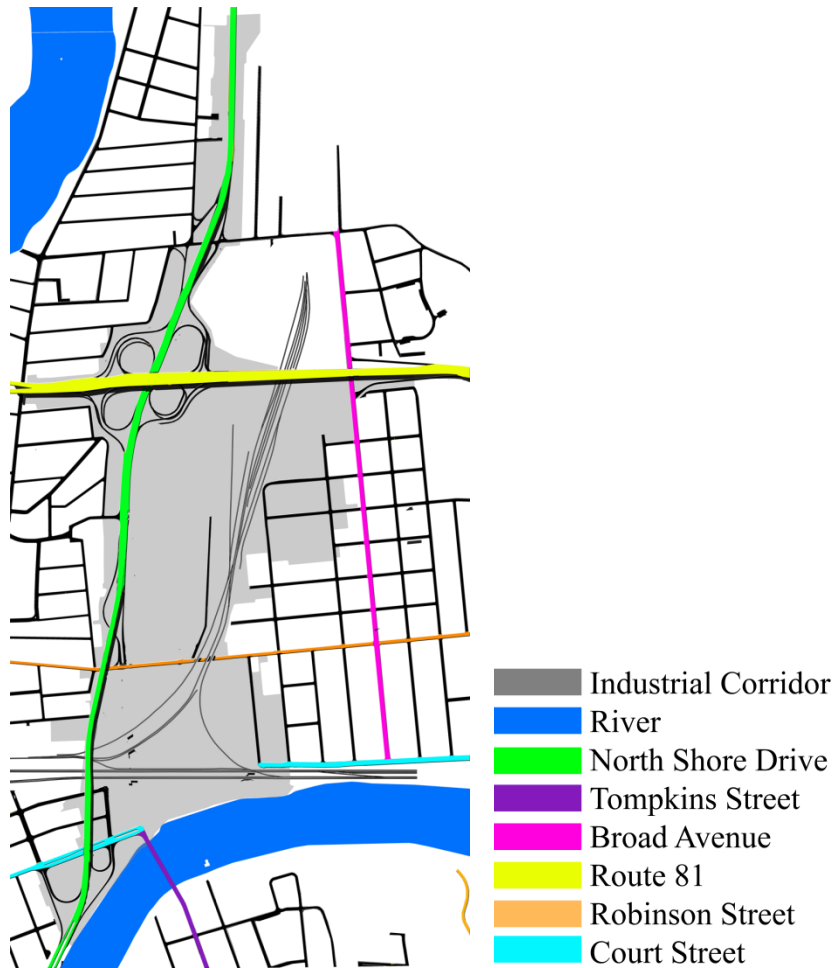 Industrial Corridor
River
North Shore Drive
Tompkins Street
Broad Avenue
Route 81
Robinson Street
Court Street